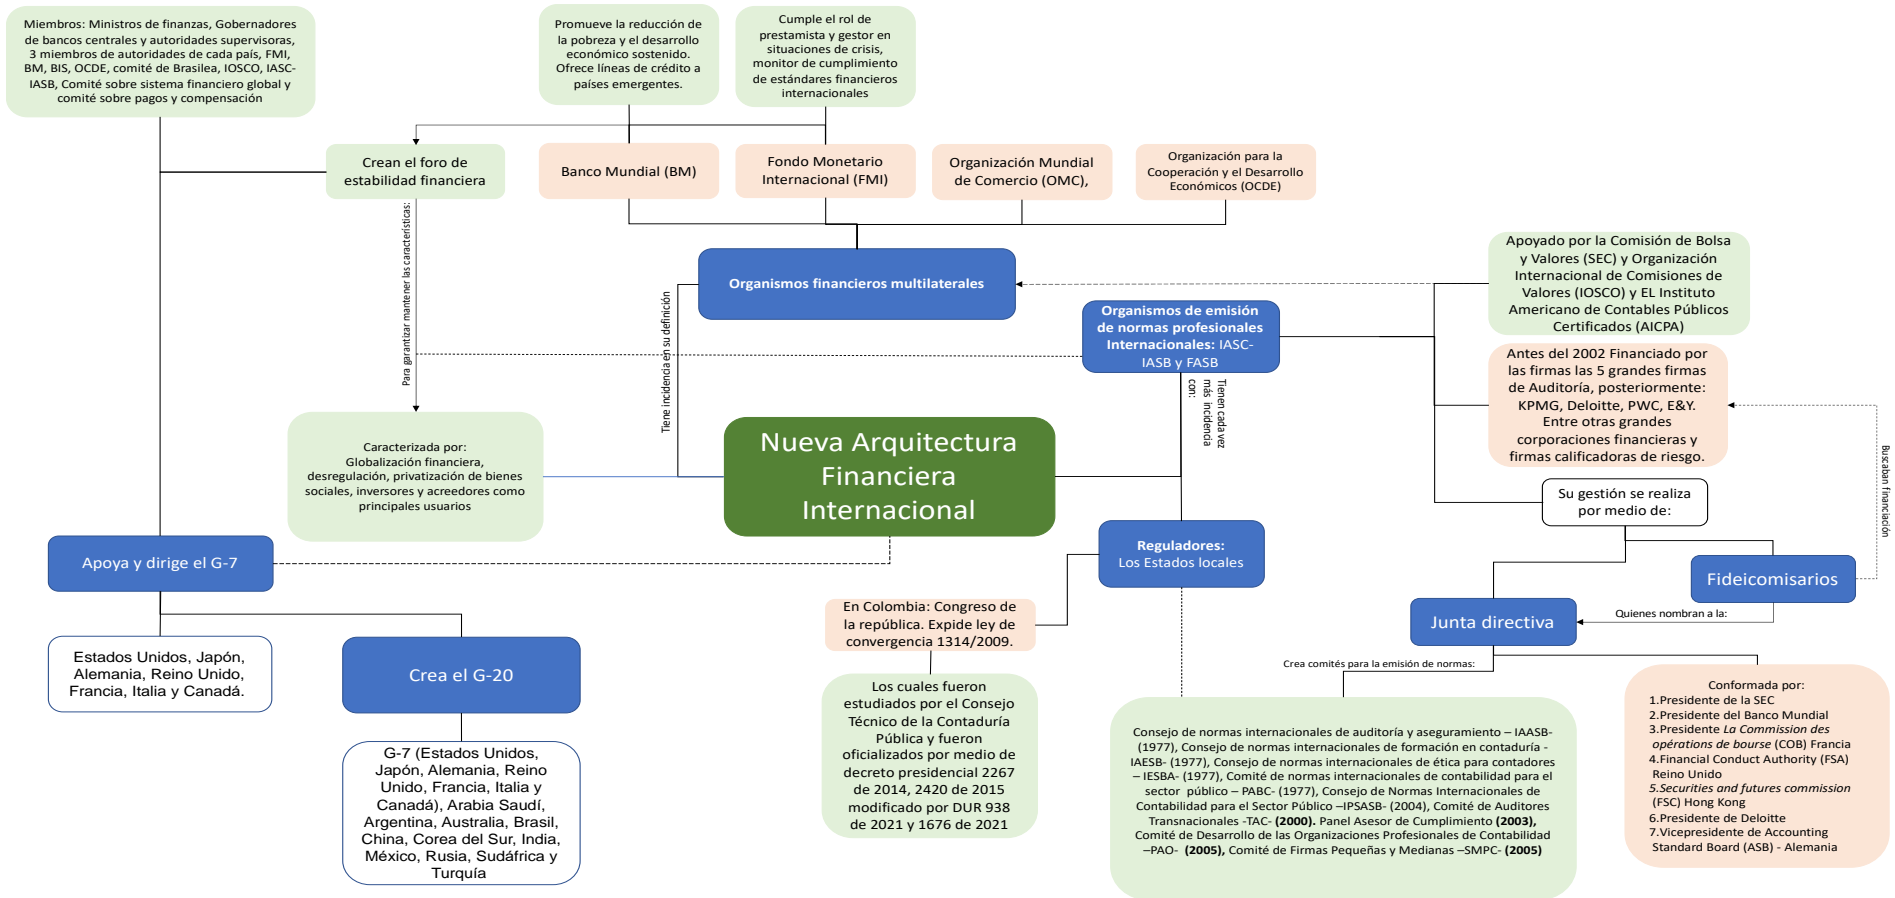 Miembros: Ministros de finanzas, Gobernadores
de bancos centrales y autoridades supervisoras,
3 miembros de autoridades de cada país, FMI,
BM, BIS, OCDE, comité de Brasilea, IOSCO, IASC-
IASB, Comité sobre sistema financiero global y
comité sobre pagos y compensación
Promueve la reducción de
la pobreza y el desarrollo
económico sostenido.
Ofrece líneas de crédito a
países emergentes.
Cumple el rol de
prestamista y gestor en
situaciones de crisis,
monitor de cumplimiento
de estándares financieros
internacionales
Crean el foro de
estabilidad financiera
Banco Mundial (BM)
Fondo Monetario
Internacional (FMI)
Organización Mundial
de Comercio (OMC),
Organización para la
Cooperación y el Desarrollo
Económicos (OCDE)
Para garantizar mantener las características:
Tiene incidencia en su definición
Organismos financieros multilaterales
Organismos de emisión
de normas profesionales
Internacionales: IASC-
IASB y FASB
Apoyado por la Comisión de Bolsa
y Valores (SEC) y Organización
Internacional de Comisiones de
Valores (IOSCO) y EL Instituto
Americano de Contables Públicos
Certificados (AICPA)
Antes del 2002 Financiado por
las firmas las 5 grandes firmas
de Auditoría, posteriormente:
KPMG, Deloitte, PWC, E&Y.
Entre otras grandes
corporaciones financieras y
firmas calificadoras de riesgo.
Tienen cada vez
más incidencia
con:
Caracterizada por:
Globalización financiera,
desregulación, privatización de bienes
sociales, inversores y acreedores como
principales usuarios
Nueva Arquitectura
Financiera
Internacional
Su gestión se realiza
por medio de:
Buscaban financiación
Apoya y dirige el G-7
Reguladores:
Los Estados locales
Fideicomisarios
Quienes nombran a la:
Junta directiva
En Colombia: Congreso de
la república. Expide ley de
convergencia 1314/2009.
Estados Unidos, Japón,
Alemania, Reino Unido,
Francia, Italia y Canadá.
Crea el G-20
Crea comités para la emisión de normas:
Los cuales fueron
estudiados por el Consejo
Técnico de la Contaduría
Pública y fueron
oficializados por medio de
decreto presidencial 2267
de 2014, 2420 de 2015
modificado por DUR 938
de 2021 y 1676 de 2021
G-7 (Estados Unidos,
Japón, Alemania, Reino
Unido, Francia, Italia y
Canadá), Arabia Saudí,
Argentina, Australia, Brasil,
China, Corea del Sur, India,
México, Rusia, Sudáfrica y
Turquía
Consejo de normas internacionales de auditoría y aseguramiento – IAASB-
(1977), Consejo de normas internacionales de formación en contaduría -
IAESB- (1977), Consejo de normas internacionales de ética para contadores
– IESBA- (1977), Comité de normas internacionales de contabilidad para el
sector público – PABC- (1977), Consejo de Normas Internacionales de
Contabilidad para el Sector Público –IPSASB- (2004), Comité de Auditores
Transnacionales -TAC- (2000). Panel Asesor de Cumplimiento (2003),
Comité de Desarrollo de las Organizaciones Profesionales de Contabilidad
–PAO- (2005), Comité de Firmas Pequeñas y Medianas –SMPC- (2005)
Conformada por:
1.Presidente de la SEC
2.Presidente del Banco Mundial
3.Presidente La Commission des
opérations de bourse (COB) Francia
4.Financial Conduct Authority (FSA)
Reino Unido
5.Securities and futures commission
(FSC) Hong Kong
6.Presidente de Deloitte
7.Vicepresidente de Accounting
Standard Board (ASB) - Alemania